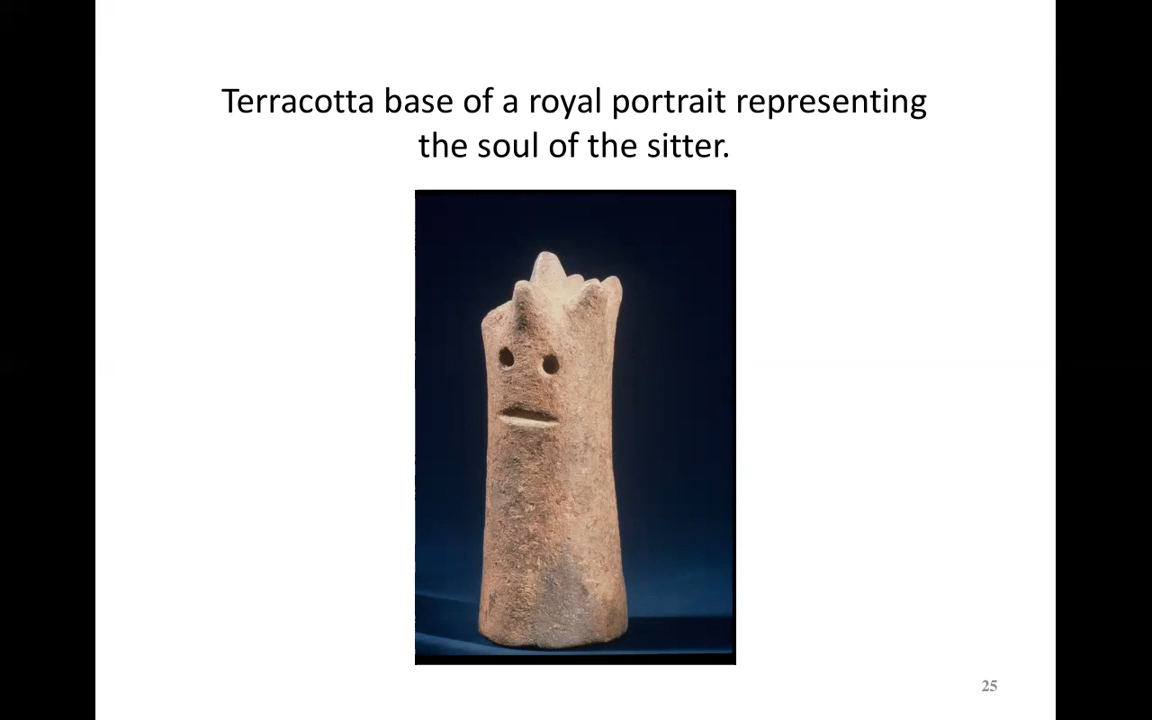 Terracotta base of a royal portrait representing
the soul of the sitter.
25